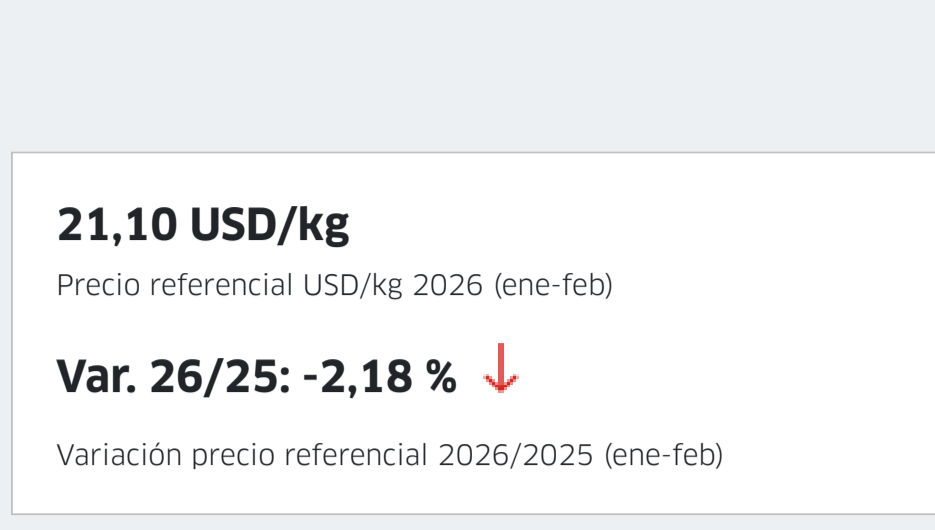 21,10 USD/kg
Precio referencial USD/kg 2026 (ene-feb)
Var. 26/25: -2,18 %
Variación precio referencial 2026/2025 (ene-feb)